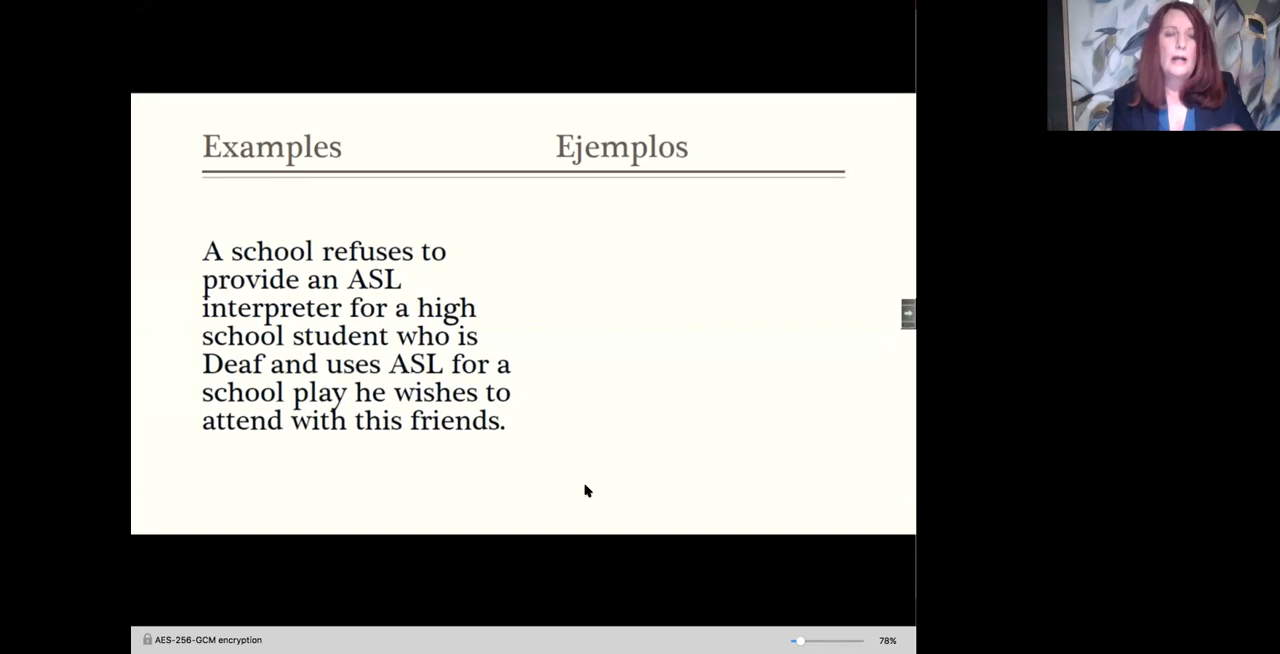 Examples
Ejemplos
A school refuses to
provide an ASL
interpreter for a high
school student who is
Deaf and uses ASL for a
school play he wishes to
attend with this friends.
AES-256-GCM encryption
78%